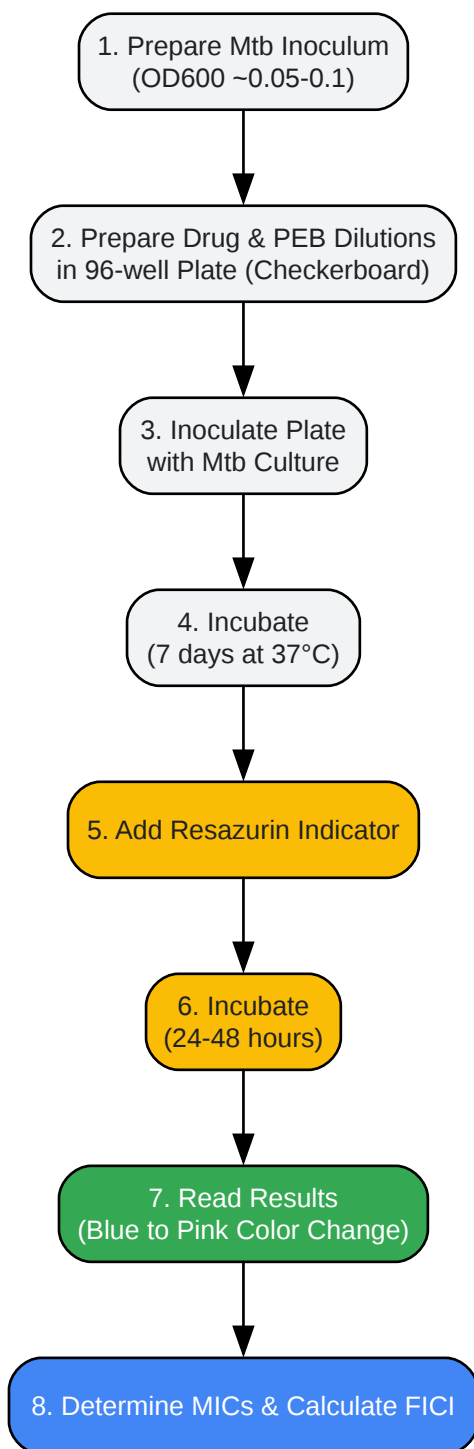 1. Prepare Mtb Inoculum
(OD600 ~0.05-0.1)
2. Prepare Drug & PEB Dilutions
in 96-well Plate (Checkerboard)
3. Inoculate Plate
with Mtb Culture
4. Incubate
(7 days at 37°C)
5. Add Resazurin Indicator
6. Incubate
(24-48 hours)
7. Read Results
(Blue to Pink Color Change)
8. Determine MICs & Calculate FICI